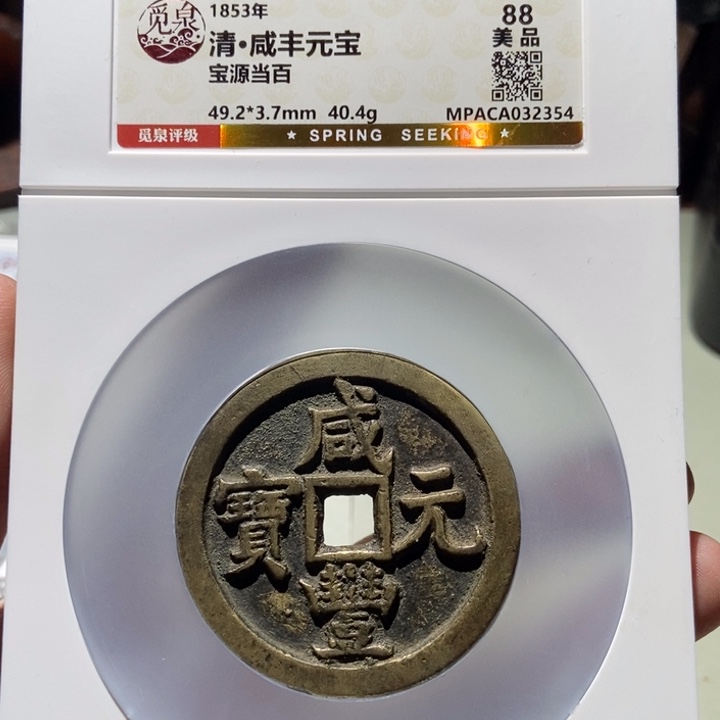 觅泉
1853年
清·咸丰元宝
宝源当百
49.2*3.7mm 40.4g
88
美品
MPACA032354
觅泉评级
★ SPRING SEEKING ★
咸
豐
元
寶